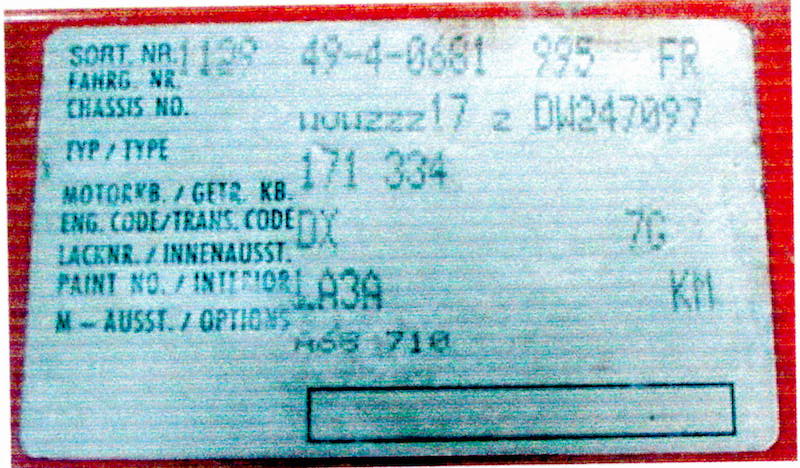 SORT. NR. 1129 49-4-0681 995 FR
FAHRG. NR.
CHASSIS NO. zzz17 z DW247097
TYP / TYPE 171 334
MOTORKB. / GETR. KB.
ENG. CODE/TRANS. CODE DX 7G
LACKNR. / INNENAUSST.
PAINT NO. / INTERIOR LA3A KM
M - AUSST. / OPTIONS 710